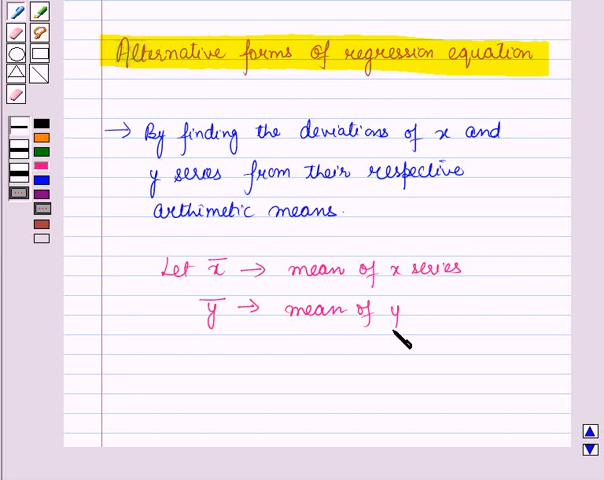 Alternative forms of regression equation
→ By finding the deviations of x and
y series from their respective
arthimetic means.
Let x̅ → mean of x series
y̅ → mean of y